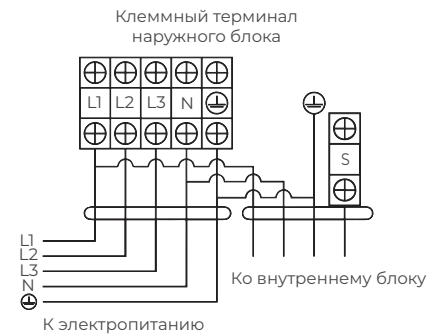 Клеммный терминал
наружного блока
L1 L2 L3 N
S
L1
L2
L3
N
Ко внутреннему блоку
К электропитанию